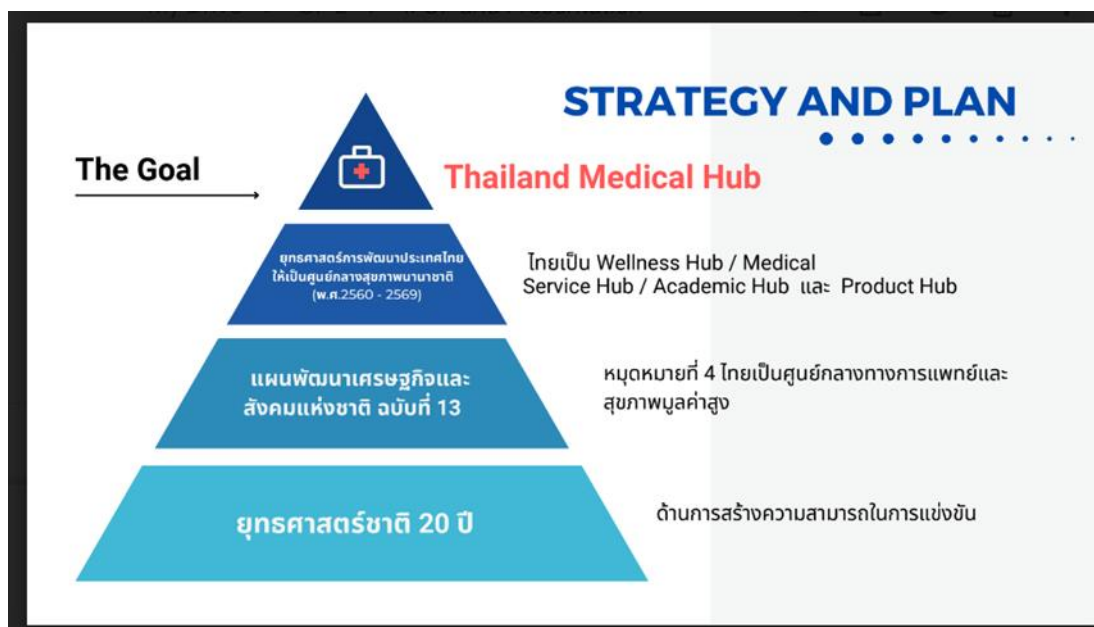 STRATEGY AND PLAN
The Goal
Thailand Medical Hub
ยุทธศาสตร์การพัฒนาประเทศไทย
ให้เป็นศูนย์กลางสุขภาพนานาชาติ
(พ.ศ.2560 - 2569)
ไทยเป็น Wellness Hub / Medical
Service Hub / Academic Hub และ Product Hub
แผนพัฒนาเศรษฐกิจและ
สังคมแห่งชาติ ฉบับที่ 13
หมุดหมายที่ 4 ไทยเป็นศูนย์กลางทางการแพทย์และ
สุขภาพมูลค่าสูง
ยุทธศาสตร์ชาติ 20 ปี
ด้านการสร้างความสามารถในการแข่งขัน